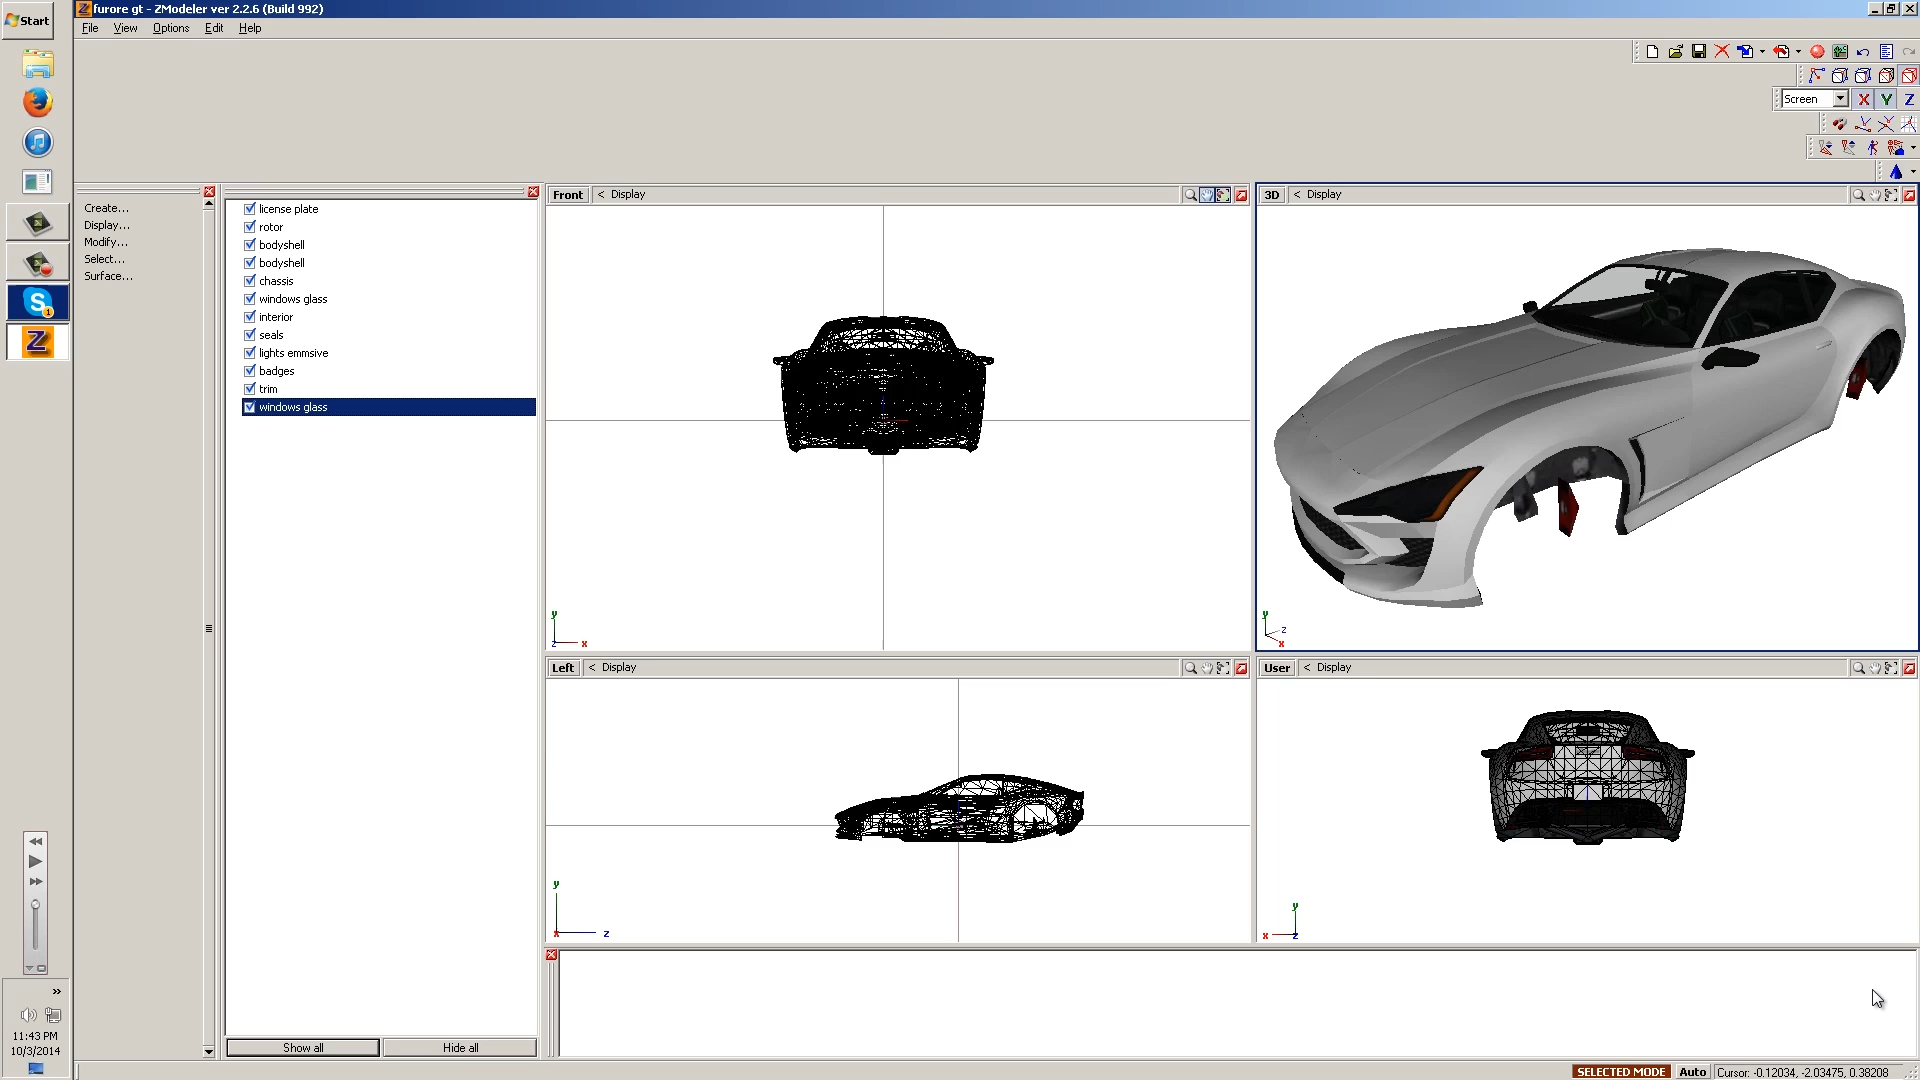 Start
furore gt - ZModeler ver 2.2.6 (Build 992)
File View Options Edit Help
Screen X Y Z
Create...
Display...
Modify...
Select...
Surface...
license plate
rotor
bodyshell
bodyshell
chassis
windows glass
interior
seals
lights emmsive
badges
trim
windows glass
Show all Hide all
Front < Display
y
z x
3D < Display
y
z
x
Left < Display
y
x z
User < Display
y
x z
S 1
Z
»
11:43 PM
10/3/2014
SELECTED MODE Auto Cursor: -0.12034, -2.03475, 0.38208